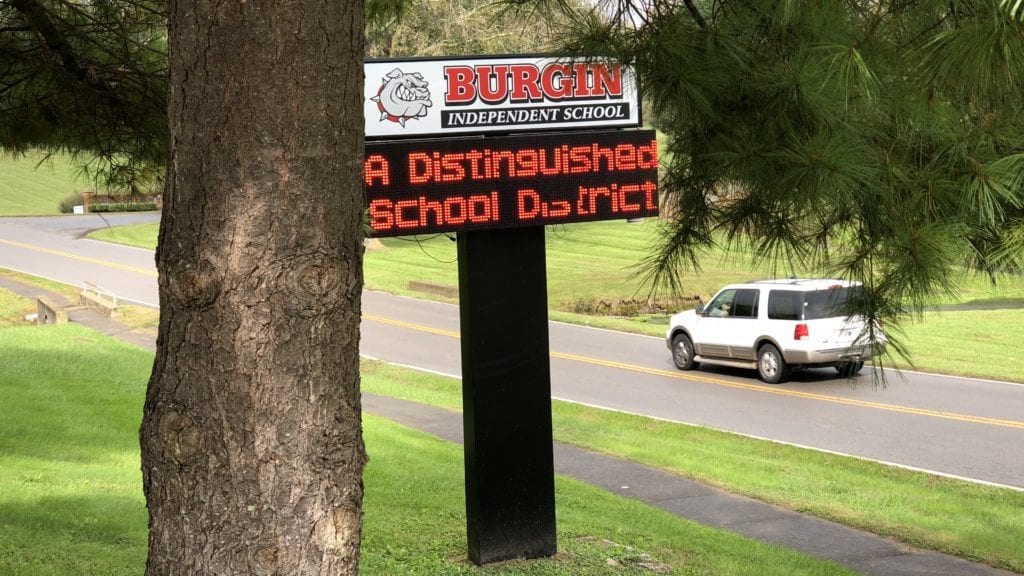 BURGIN
INDEPENDENT SCHOOL
A Distinguished
School District